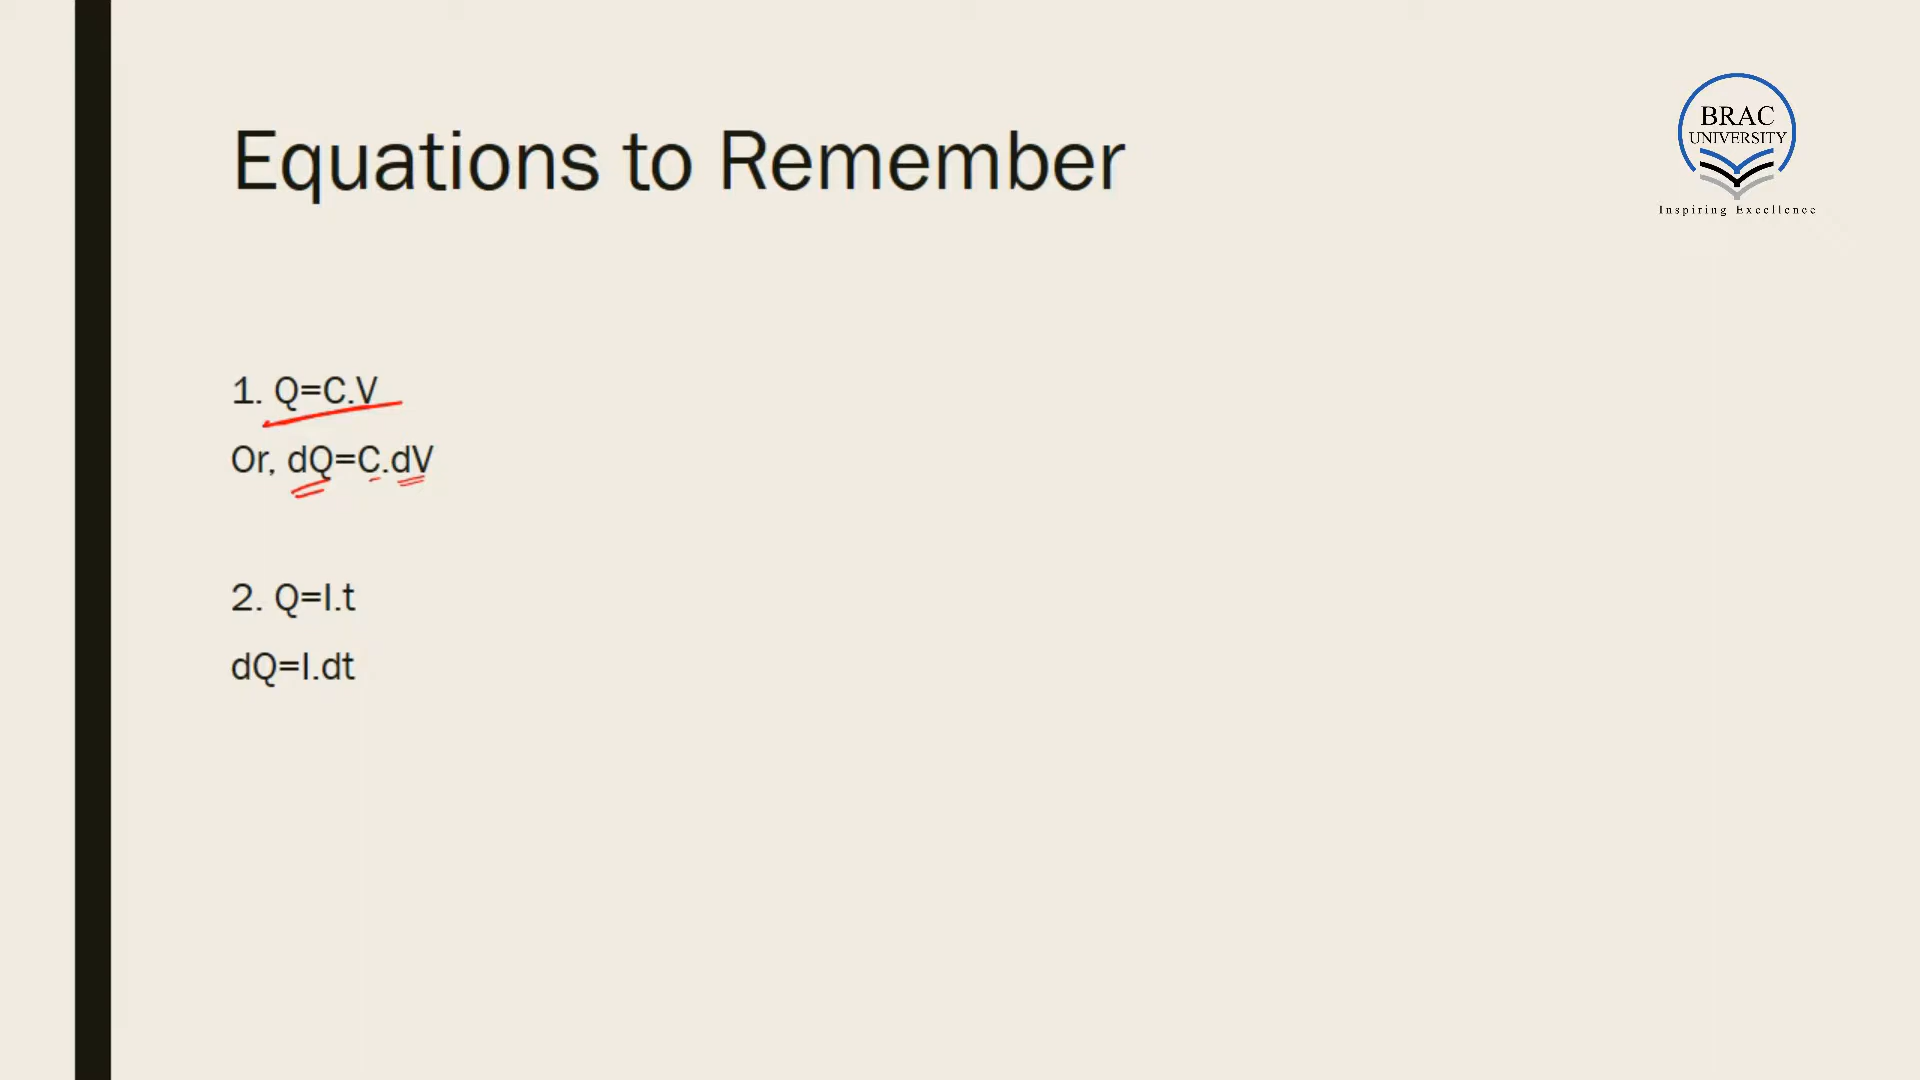 Equations to Remember
BRAC
UNIVERSITY
Inspiring Excellence
1. Q=C.V
Or, dQ=C.dV
2. Q=I.t
dQ=I.dt